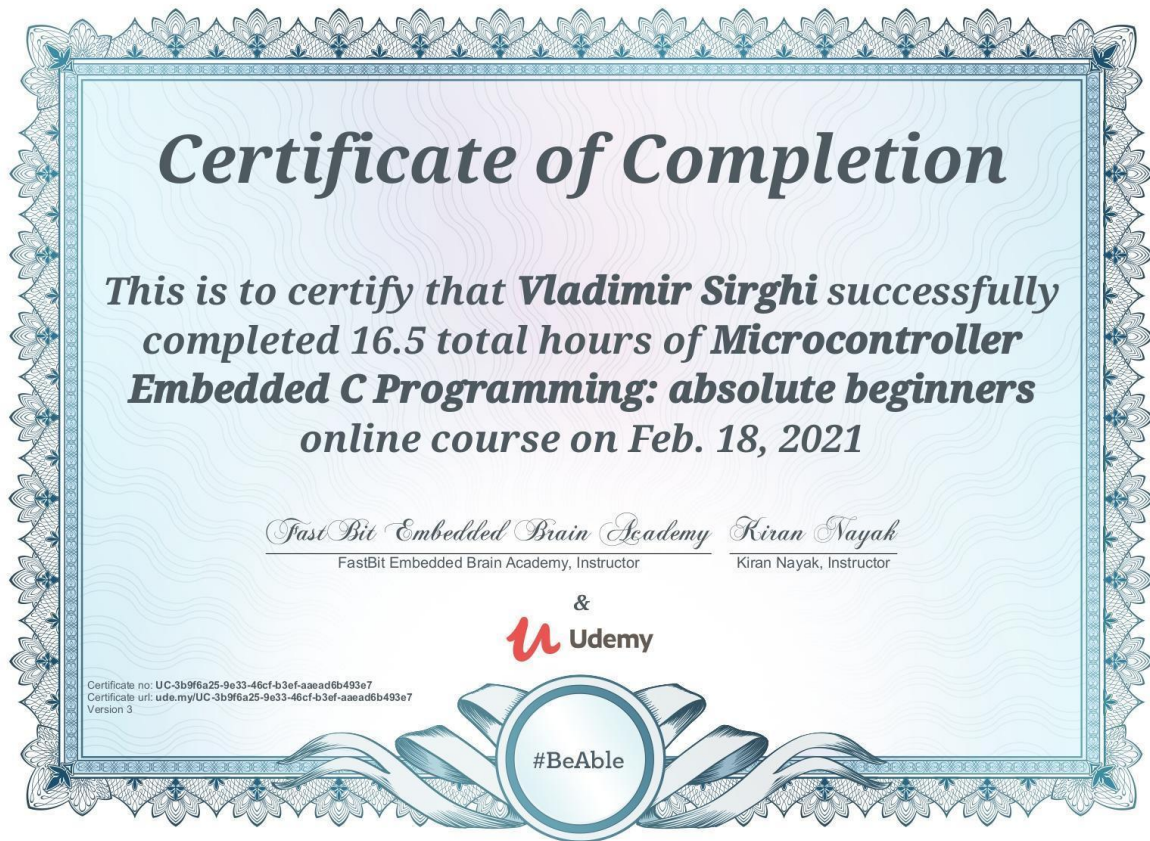 Certificate of Completion
This is to certify that Vladimir Sirghi successfully
completed 16.5 total hours of Microcontroller
Embedded C Programming: absolute beginners
online course on Feb. 18, 2021
FastBit Embedded Brain Academy Kiran Nayak
FastBit Embedded Brain Academy, Instructor Kiran Nayak, Instructor
&
Udemy
Certificate no: UC-3b9f6a25-9e33-46cf-b3ef-aaead6b493e7
Certificate url: ude.my/UC-3b9f6a25-9e33-46cf-b3ef-aaead6b493e7
Version 3
#BeAble